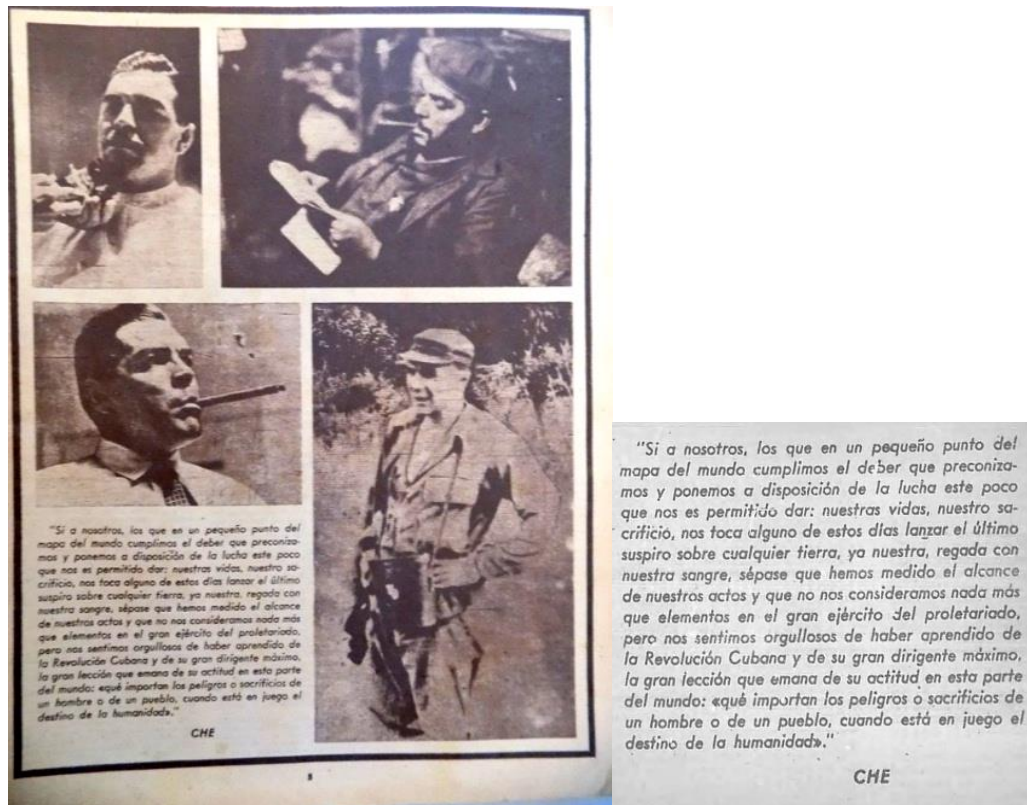 "Si a nosotros, los que en un pequeño punto del
mapa del mundo cumplimos el deber que preconiza-
mos y ponemos a disposición de la lucha este poco
que nos es permitido dar: nuestras vidas, nuestro sa-
crificio, nos toca alguno de estos días lanzar el último
suspiro sobre cualquier tierra, ya nuestra, regada con
nuestra sangre, sépase que hemos medido el alcance
de nuestros actos y que no nos consideramos nada más
que elementos en el gran ejército del proletariado,
pero nos sentimos orgullosos de haber aprendido de
la Revolución Cubana y de su gran dirigente máximo,
la gran lección que emana de su actitud en esta parte
del mundo: «qué importan los peligros o sacrificios de
un hombre o de un pueblo, cuando está en juego el
destino de la humanidad»."
CHE
"Si a nosotros, los que en un pequeño punto del
mapa del mundo cumplimos el deber que preconiza-
mos y ponemos a disposición de la lucha este poco
que nos es permitido dar: nuestras vidas, nuestro sa-
crificio, nos toca alguno de estos días lanzar el último
suspiro sobre cualquier tierra, ya nuestra, regada con
nuestra sangre, sépase que hemos medido el alcance
de nuestros actos y que no nos consideramos nada más
que elementos en el gran ejército del proletariado,
pero nos sentimos orgullosos de haber aprendido de
la Revolución Cubana y de su gran dirigente máximo,
la gran lección que emana de su actitud en esta parte
del mundo: «qué importan los peligros o sacrificios de
un hombre o de un pueblo, cuando está en juego el
destino de la humanidad»."
CHE